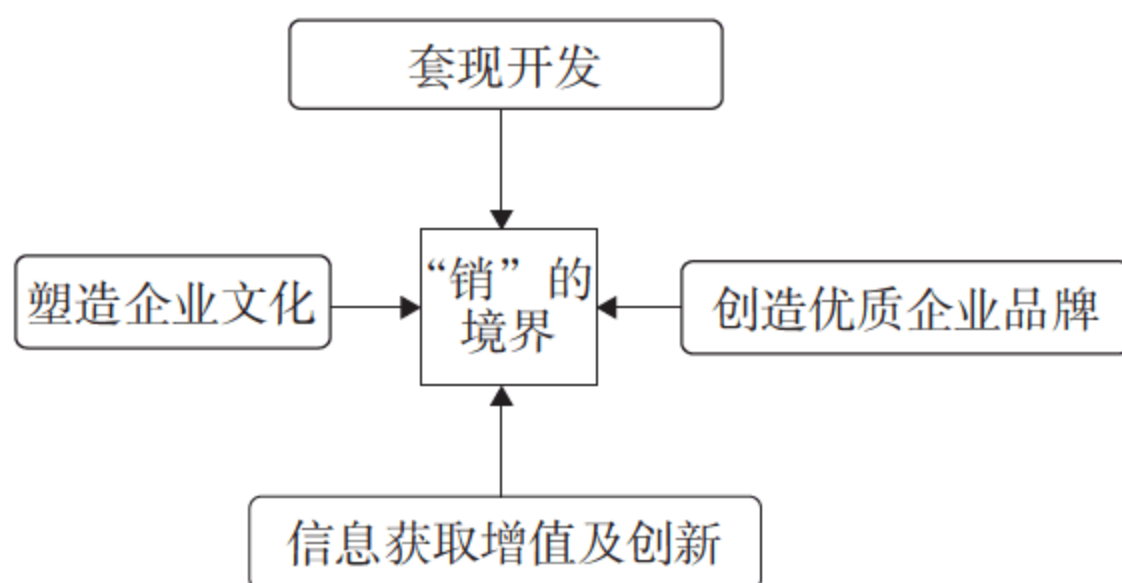 套现开发
塑造企业文化
“销”的
境界
创造优质企业品牌
信息获取增值及创新